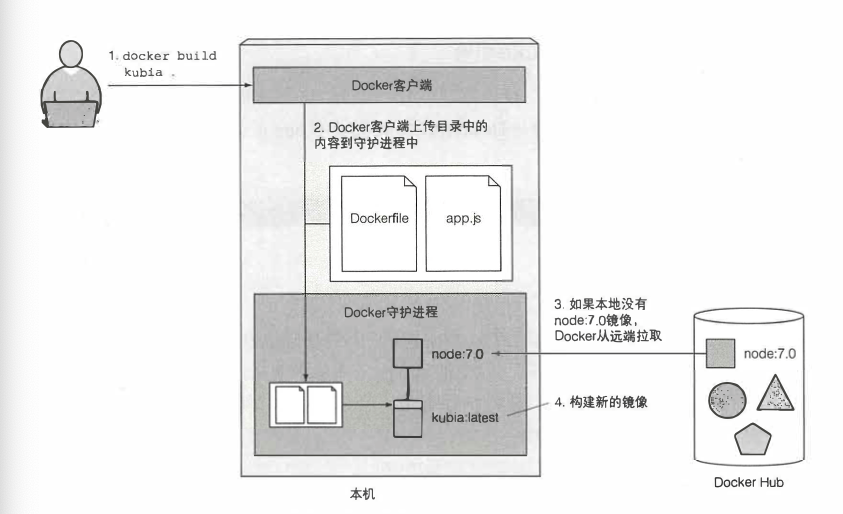 1. docker build
kubia .
Docker客户端
2. Docker客户端上传目录中的
内容到守护进程中
Dockerfile
app.js
Docker守护进程
3. 如果本地没有
node:7.0镜像，
Docker从远端拉取
node:7.0
node:7.0
kubia:latest
4. 构建新的镜像
Docker Hub
本机